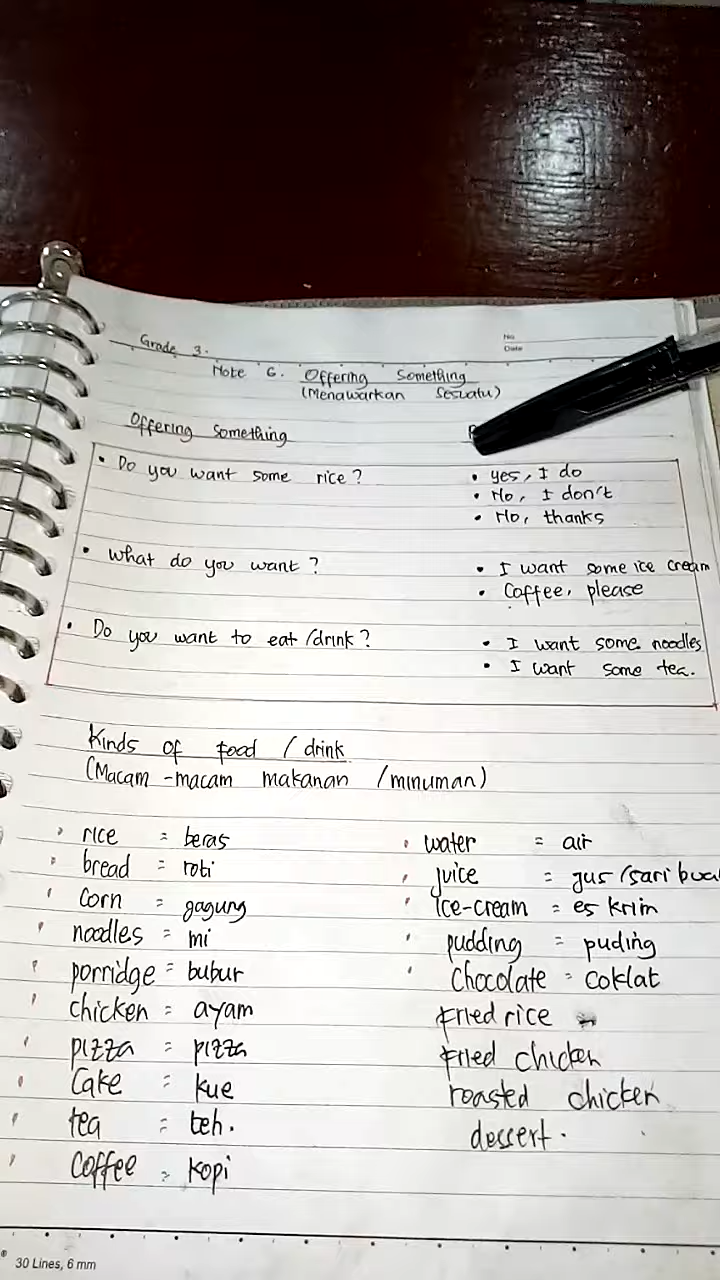 No
Date
Grade 3.
Note 6. Offering Something
(Menawarkan Sesuatu)
Offering Something
• Do you want some rice? • yes, I do
• No, I don't
• No, thanks
• What do you want? • I want some ice cream
• Coffee, please
• Do you want to eat/drink? • I want some noodles
• I want some tea.
Kinds of food / drink
(Macam-macam makanan / minuman)
• rice = beras
• bread = roti
• corn = gagung
• noodles = mi
• porridge = bubur
• chicken = ayam
• pizza = pizza
• Cake = kue
• tea = teh.
• Coffee = kopi
• water = air
• juice = gus /sari
• ice-cream = es krim
• pudding = puding
• Chocolate = coklat
Fried rice
Fried chicken
roasted chicken
dessert.
30 Lines, 6 mm